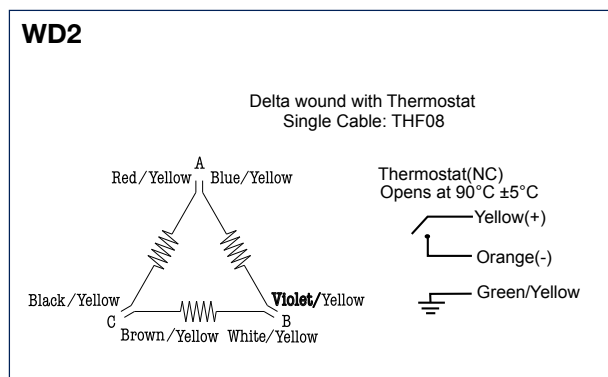 WD2
Delta wound with Thermostat
Single Cable: THF08
A
Red/Yellow Blue/Yellow
Thermostat(NC)
Opens at 90°C ±5°C
Yellow(+)
Orange(-)
Green/Yellow
Black/Yellow Violet/Yellow
C B
Brown/Yellow White/Yellow